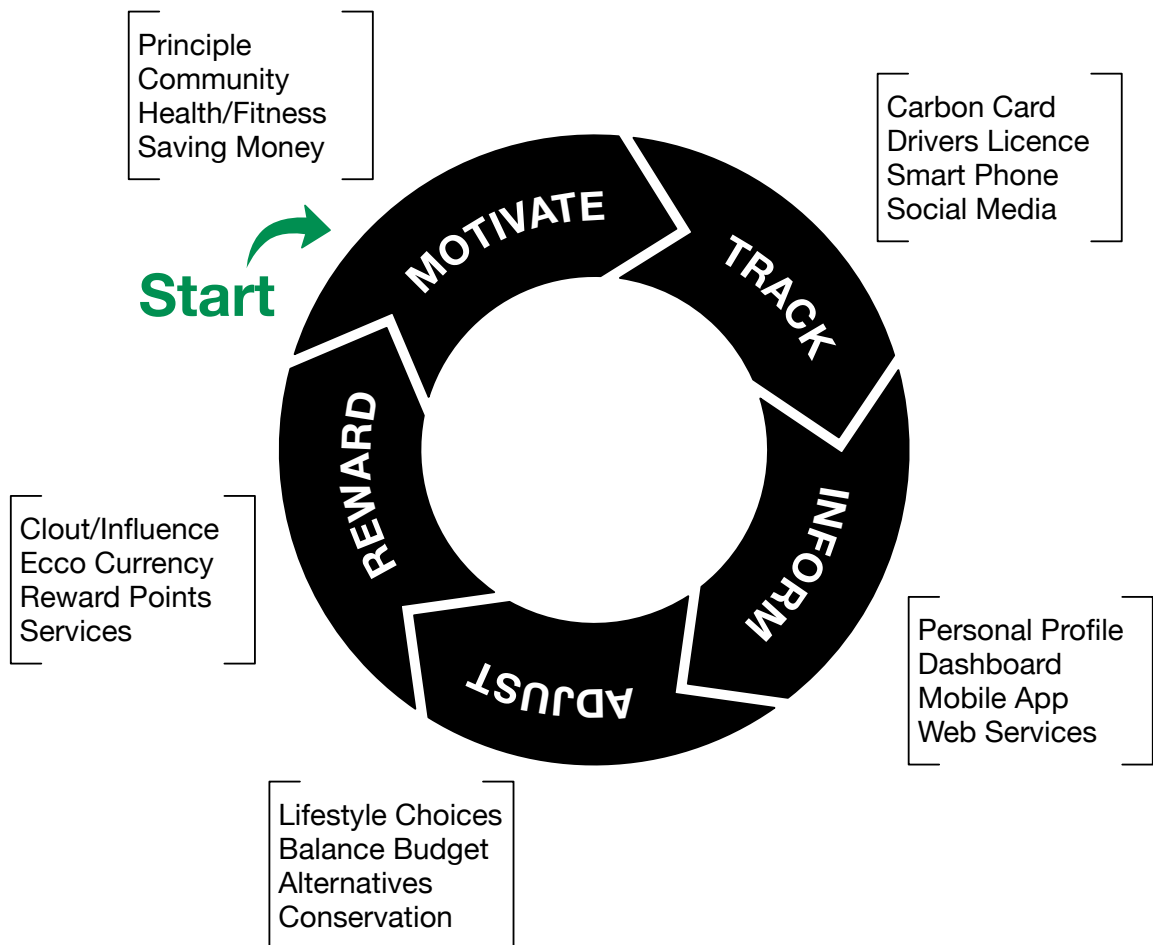 Principle
Community
Health/Fitness
Saving Money
Start
MOTIVATE
TRACK
Carbon Card
Drivers Licence
Smart Phone
Social Media
INFORM
Personal Profile
Dashboard
Mobile App
Web Services
ADJUST
Lifestyle Choices
Balance Budget
Alternatives
Conservation
REWARD
Clout/Influence
Ecco Currency
Reward Points
Services